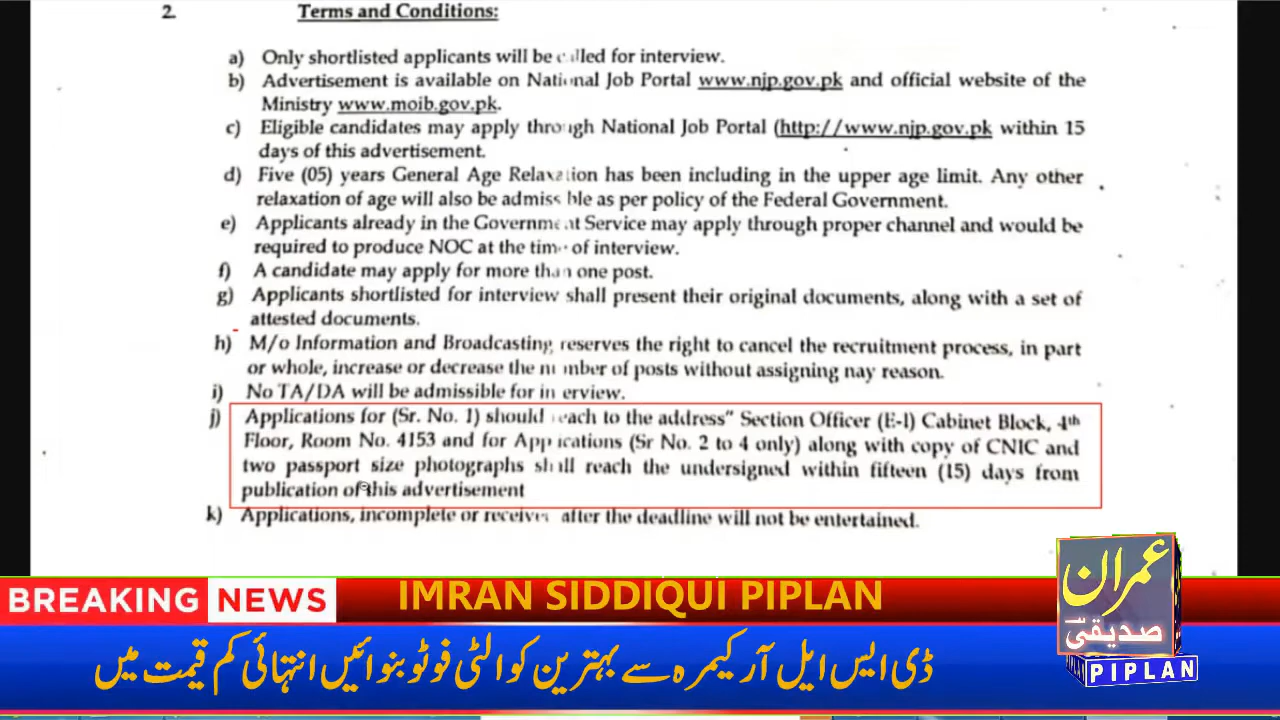 2. Terms and Conditions:
a) Only shortlisted applicants will be called for interview.
b) Advertisement is available on National Job Portal www.njp.gov.pk and official website of the
Ministry www.moib.gov.pk.
c) Eligible candidates may apply through National Job Portal (http://www.njp.gov.pk within 15
days of this advertisement.
d) Five (05) years General Age Relaxation has been including in the upper age limit. Any other
relaxation of age will also be admissible as per policy of the Federal Government.
e) Applicants already in the Government Service may apply through proper channel and would be
required to produce NOC at the time of interview.
f) A candidate may apply for more than one post.
g) Applicants shortlisted for interview shall present their original documents, along with a set of
attested documents.
h) M/o Information and Broadcasting reserves the right to cancel the recruitment process, in part
or whole, increase or decrease the number of posts without assigning nay reason.
i) No TA/DA will be admissible for interview.
j) Applications for (Sr. No. 1) should reach to the address" Section Officer (E-I) Cabinet Block, 4th
Floor, Room No. 4153 and for Applications (Sr No. 2 to 4 only) along with copy of CNIC and
two passport size photographs shall reach the undersigned within fifteen (15) days from
publication of this advertisement
k) Applications, incomplete or received after the deadline will not be entertained.
BREAKING NEWS
IMRAN SIDDIQUI PIPLAN
عمران
صدیقی
PIPLAN
ڈی ایس ایل آر کیمرہ سے بہترین کوالٹی فوٹو بنوائیں انتہائی کم قیمت میں